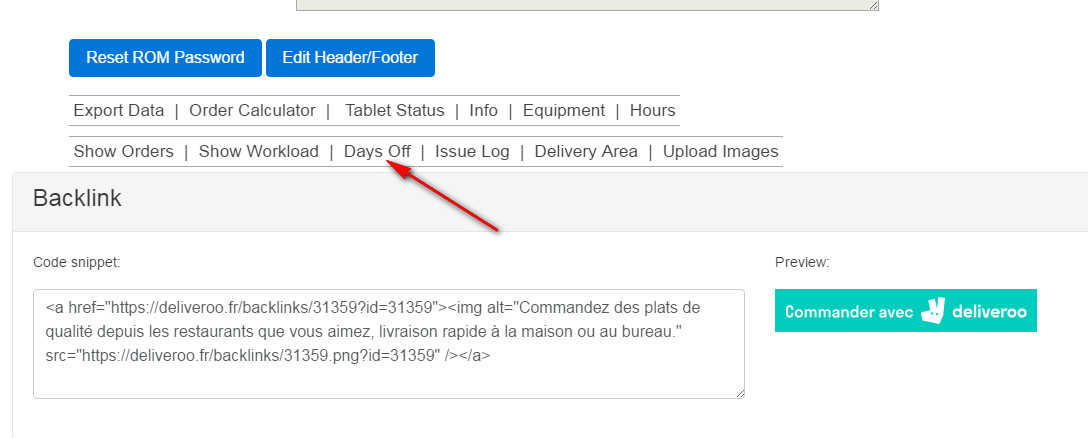 Reset ROM Password Edit Header/Footer
Export Data | Order Calculator | Tablet Status | Info | Equipment | Hours
Show Orders | Show Workload | Days Off | Issue Log | Delivery Area | Upload Images
Backlink
Code snippet:
<a href="https://deliveroo.fr/backlinks/31359?id=31359"><img alt="Commandez des plats de
qualité depuis les restaurants que vous aimez, livraison rapide à la maison ou au bureau."
src="https://deliveroo.fr/backlinks/31359.png?id=31359" /></a>
Preview:
Commander avec deliveroo